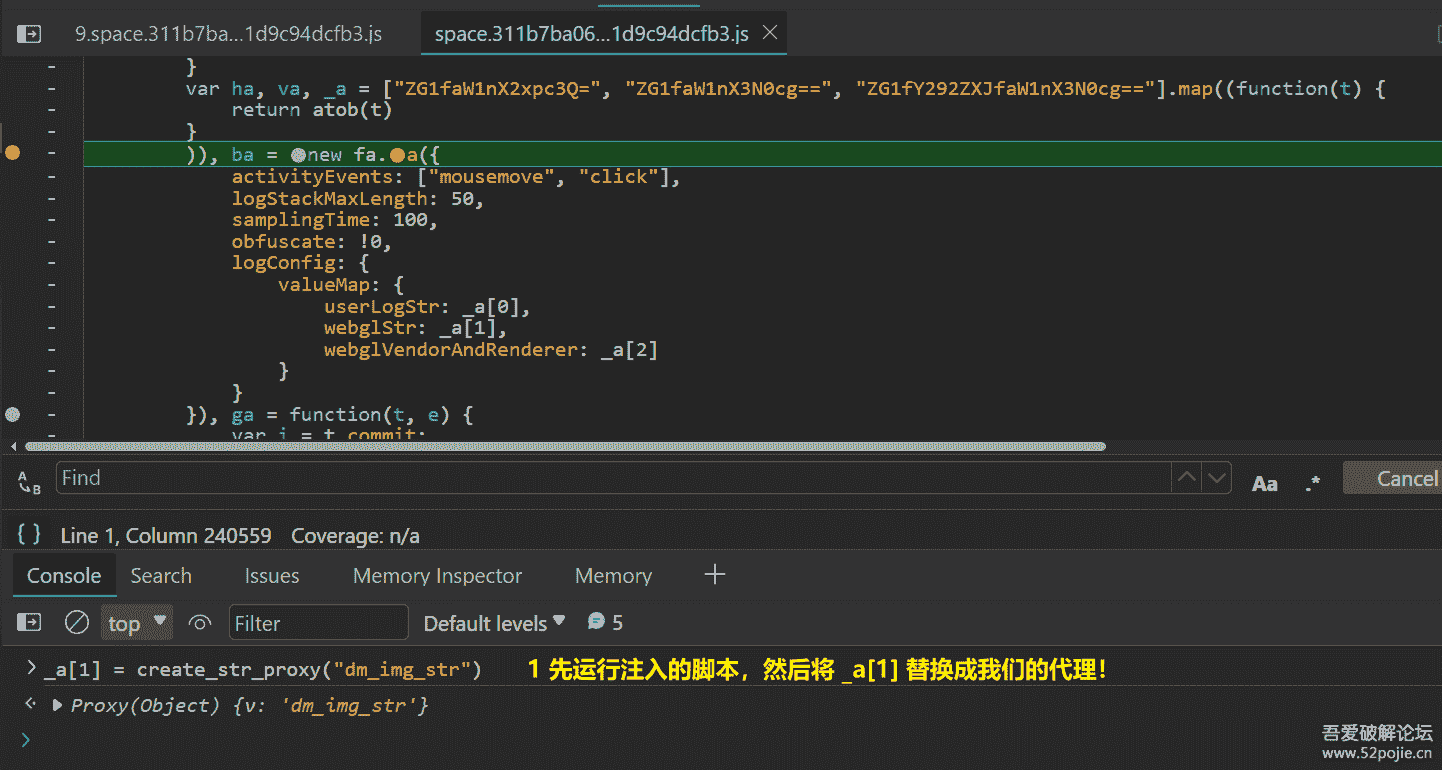 9.space.311b7ba...1d9c94dcfb3.js space.311b7ba06...1d9c94dcfb3.js
}
var ha, va, _a = ["ZG1faW1nX2xpc3Q=", "ZG1faW1nX3N0cg==", "ZG1fY292ZXJfaW1nX3N0cg=="].map((function(t) {
return atob(t)
}
)), ba = new fa.a({
activityEvents: ["mousemove", "click"],
logStackMaxLength: 50,
samplingTime: 100,
obfuscate: !0,
logConfig: {
valueMap: {
userLogStr: _a[0],
webglStr: _a[1],
webglVendorAndRenderer: _a[2]
}
}
}), ga = function(t, e) {
var i = t.commit;
AB Find Aa .* Cancel
{ } Line 1, Column 240559 Coverage: n/a
Console Search Issues Memory Inspector Memory
top Filter Default levels 5
_a[1] = create_str_proxy("dm_img_str") 1 先运行注入的脚本，然后将 _a[1] 替换成我们的代理！
Proxy(Object) {v: 'dm_img_str'}
吾爱破解论坛
www.52pojie.cn